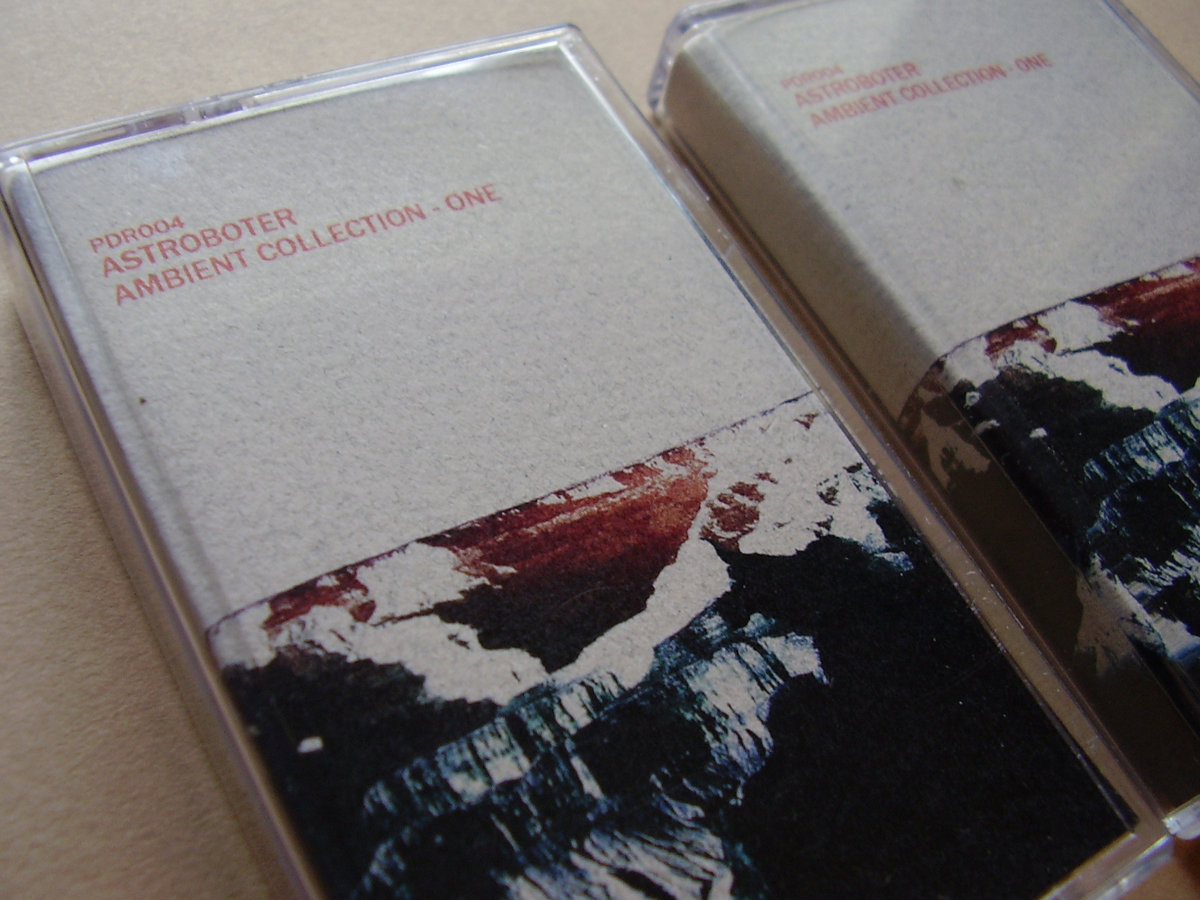 PDR004
ASTROBOTER
AMBIENT COLLECTION - ONE
PDR004
ASTROBOTER
AMBIENT COLLECTION - ONE